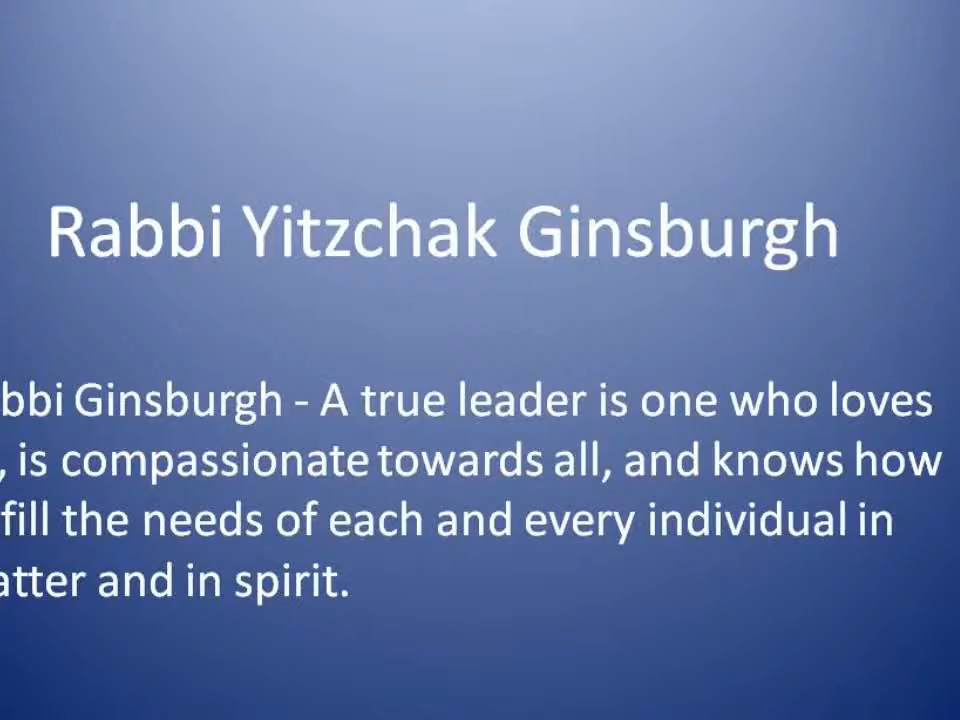 Rabbi Yitzchak Ginsburgh
bbi Ginsburgh - A true leader is one who loves
, is compassionate towards all, and knows how
fill the needs of each and every individual in
atter and in spirit.